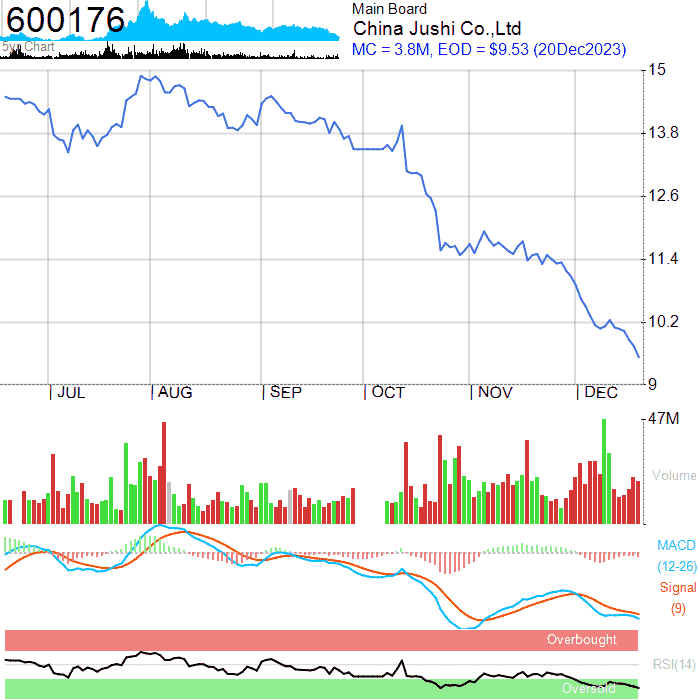 600176
5yr Chart
Main Board
China Jushi Co.,Ltd
MC = 3.8M, EOD = $9.53 (20Dec2023)
15
13.8
12.6
11.4
10.2
9
JUL
AUG
SEP
OCT
NOV
DEC
47M
Volume
MACD
(12-26)
Signal
(9)
Overbought
RSI(14)
Oversold